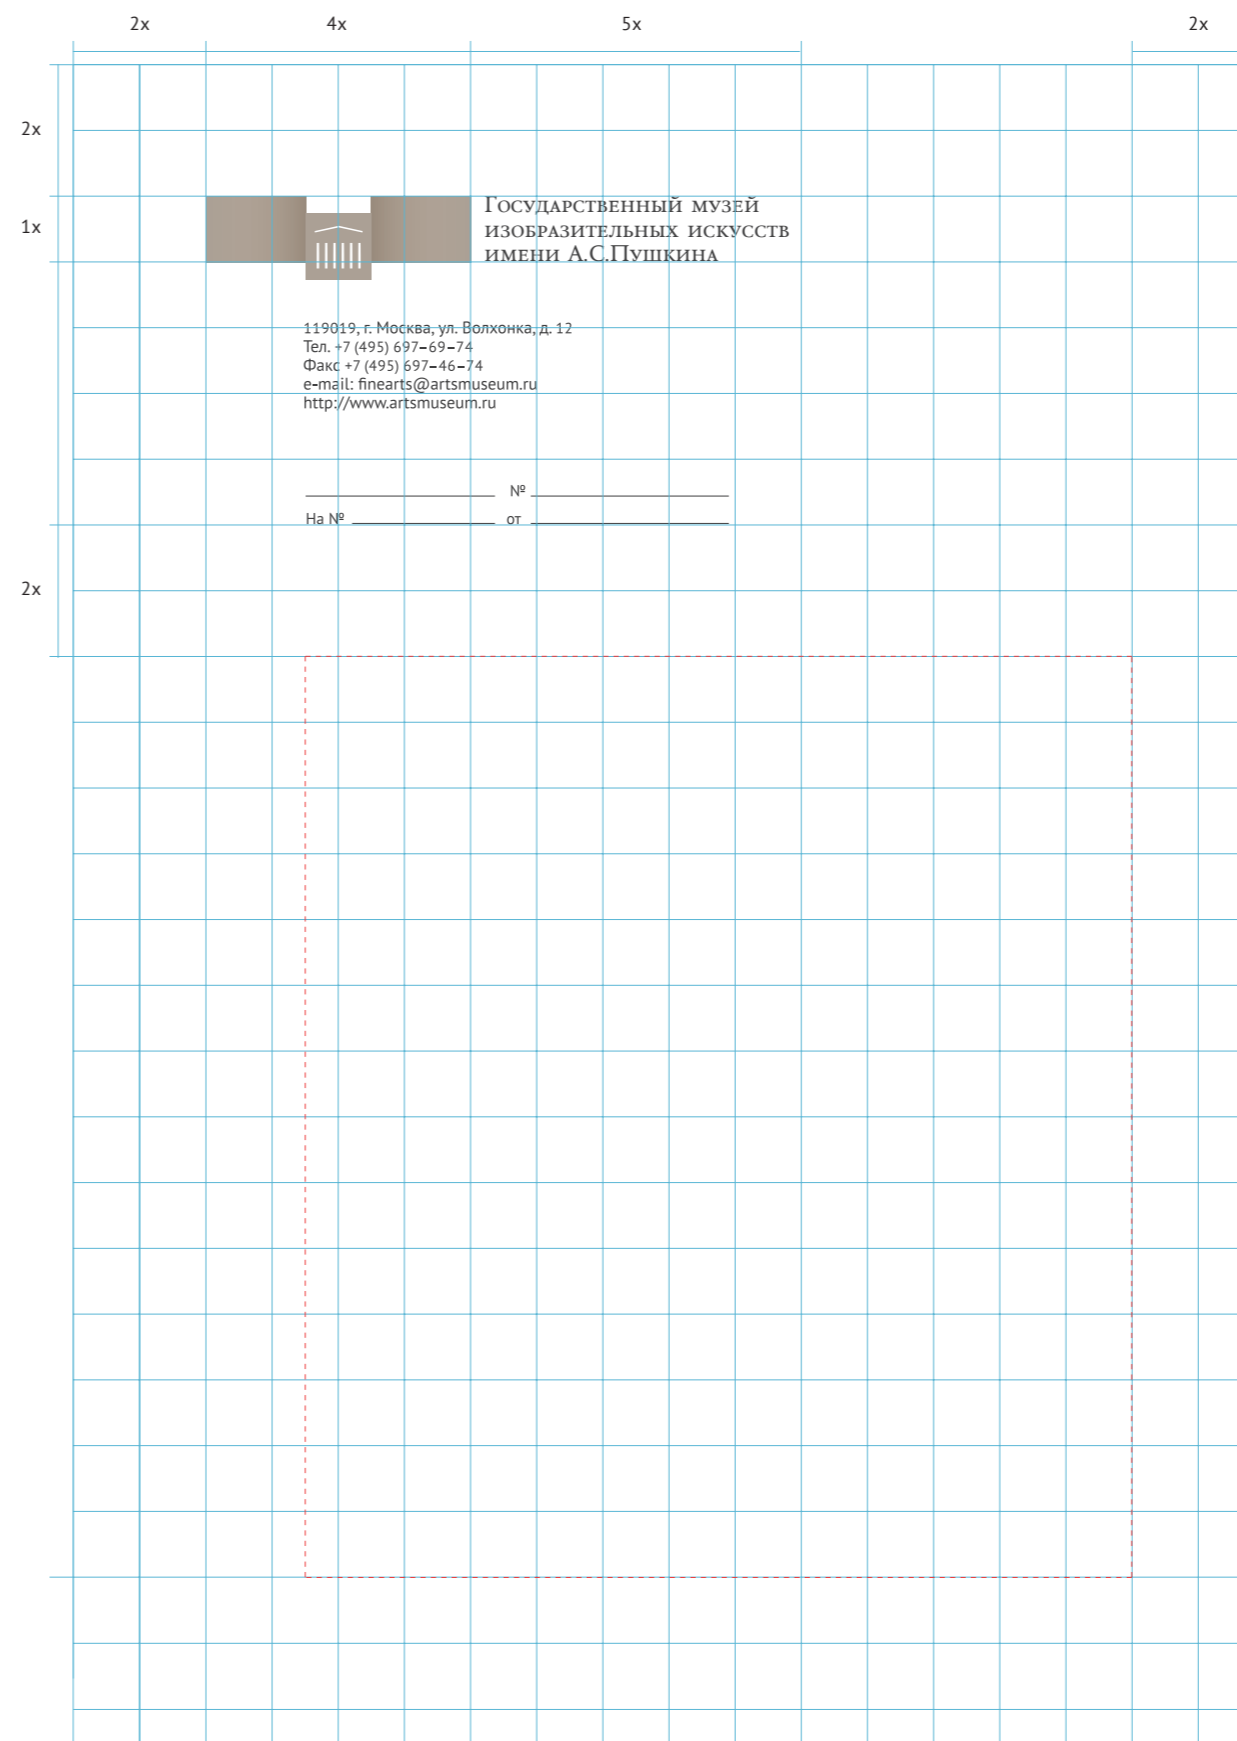 2x 4x 5x 2x
2x
1x
Государственный музей
изобразительных искусств
имени А.С.Пушкина
119019, г. Москва, ул. Волхонка, д. 12
Тел. +7 (495) 697–69–74
Факс +7 (495) 697–46–74
e-mail: finearts@artsmuseum.ru
http://www.artsmuseum.ru
№
На № от
2x